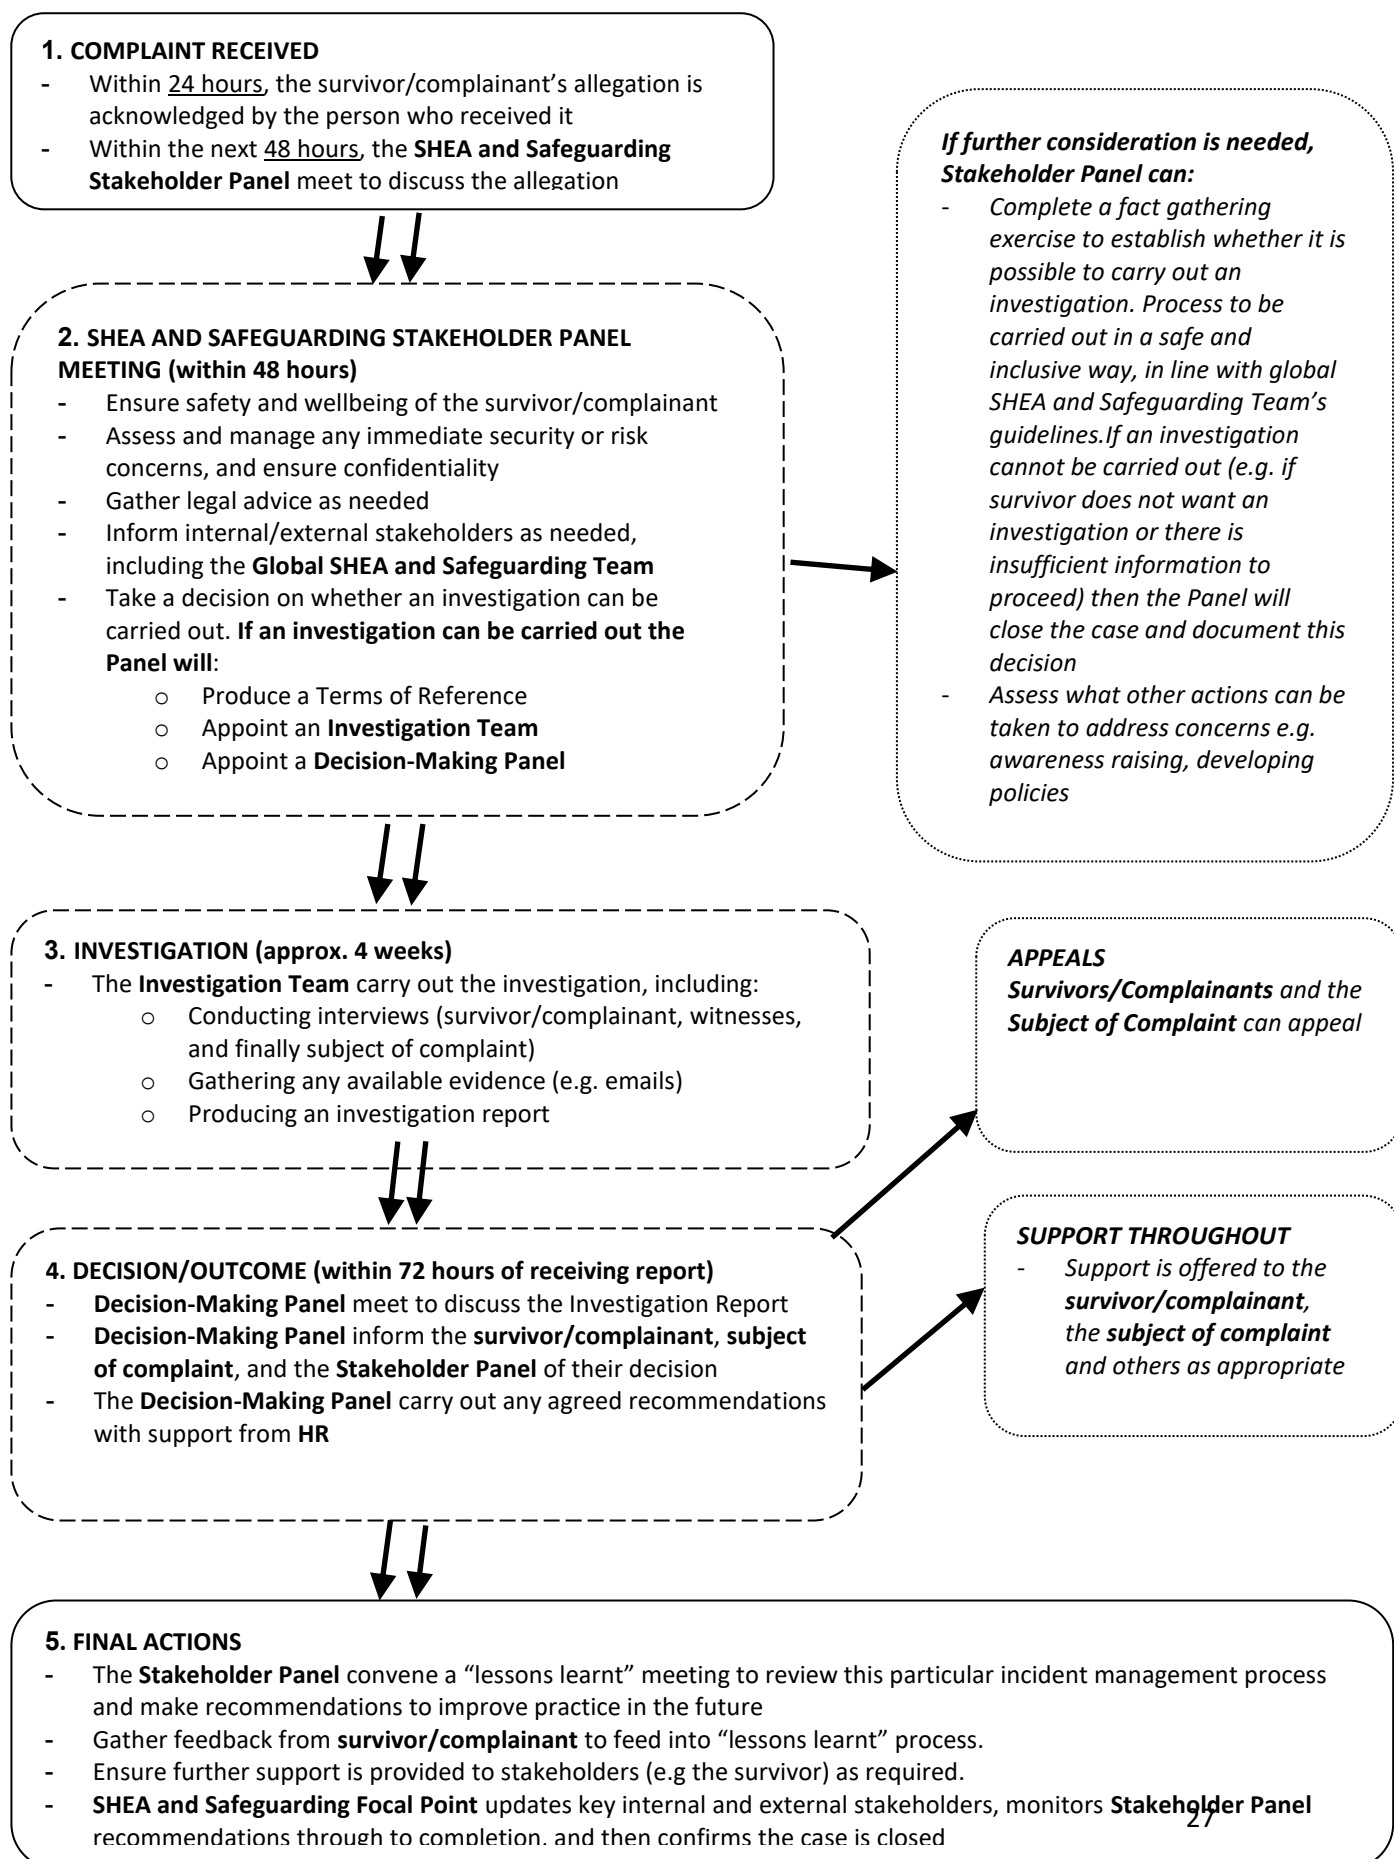 1. COMPLAINT RECEIVED
- Within 24 hours, the survivor/complainant’s allegation is
acknowledged by the person who received it
- Within the next 48 hours, the SHEA and Safeguarding
Stakeholder Panel meet to discuss the allegation
If further consideration is needed,
Stakeholder Panel can:
- Complete a fact gathering
exercise to establish whether it is
possible to carry out an
investigation. Process to be
carried out in a safe and
inclusive way, in line with global
SHEA and Safeguarding Team’s
guidelines.If an investigation
cannot be carried out (e.g. if
survivor does not want an
investigation or there is
insufficient information to
proceed) then the Panel will
close the case and document this
decision
- Assess what other actions can be
taken to address concerns e.g.
awareness raising, developing
policies
2. SHEA AND SAFEGUARDING STAKEHOLDER PANEL
MEETING (within 48 hours)
- Ensure safety and wellbeing of the survivor/complainant
- Assess and manage any immediate security or risk
concerns, and ensure confidentiality
- Gather legal advice as needed
- Inform internal/external stakeholders as needed,
including the Global SHEA and Safeguarding Team
- Take a decision on whether an investigation can be
carried out. If an investigation can be carried out the
Panel will:
o Produce a Terms of Reference
o Appoint an Investigation Team
o Appoint a Decision-Making Panel
3. INVESTIGATION (approx. 4 weeks)
- The Investigation Team carry out the investigation, including:
o Conducting interviews (survivor/complainant, witnesses,
and finally subject of complaint)
o Gathering any available evidence (e.g. emails)
o Producing an investigation report
APPEALS
Survivors/Complainants and the
Subject of Complaint can appeal
SUPPORT THROUGHOUT
- Support is offered to the
survivor/complainant,
the subject of complaint
and others as appropriate
4. DECISION/OUTCOME (within 72 hours of receiving report)
- Decision-Making Panel meet to discuss the Investigation Report
- Decision-Making Panel inform the survivor/complainant, subject
of complaint, and the Stakeholder Panel of their decision
- The Decision-Making Panel carry out any agreed recommendations
with support from HR
5. FINAL ACTIONS
- The Stakeholder Panel convene a “lessons learnt” meeting to review this particular incident management process
and make recommendations to improve practice in the future
- Gather feedback from survivor/complainant to feed into “lessons learnt” process.
- Ensure further support is provided to stakeholders (e.g the survivor) as required.
- SHEA and Safeguarding Focal Point updates key internal and external stakeholders, monitors Stakeholder Panel
recommendations through to completion, and then confirms the case is closed
27